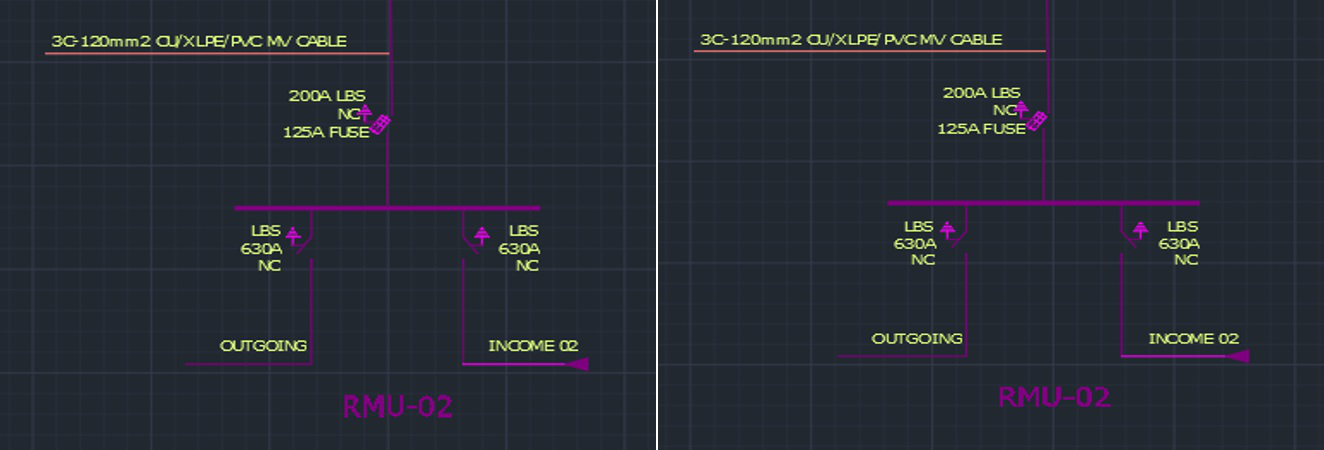 3C-120mm2 CU/XLPE/PVC MV CABLE
200A LBS
NC
125A FUSE
LBS
630A
NC
LBS
630A
NC
OUTGOING
INCOME 02
RMU-02
3C-120mm2 CU/XLPE/PVC MV CABLE
200A LBS
NC
125A FUSE
LBS
630A
NC
LBS
630A
NC
OUTGOING
INCOME 02
RMU-02